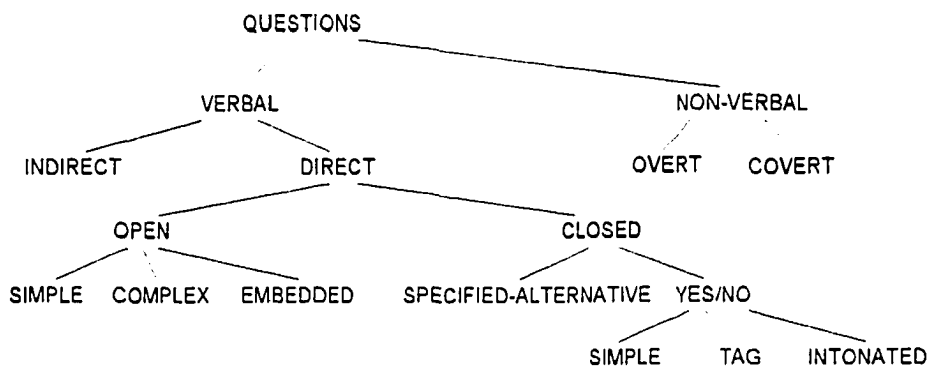 QUESTIONS
VERBAL NON-VERBAL
INDIRECT DIRECT OVERT COVERT
OPEN CLOSED
SIMPLE COMPLEX EMBEDDED SPECIFIED-ALTERNATIVE YES/NO
SIMPLE TAG INTONATED